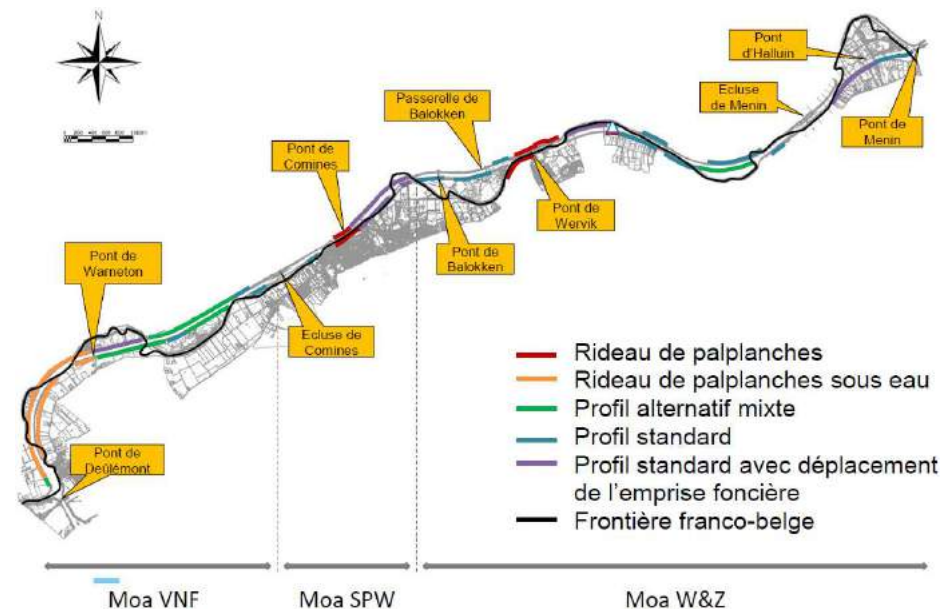 Pont
d'Halluin
Ecluse
de Menin
Pont de
Menin
Passerelle de
Balokken
Pont de
Comines
Pont de
Wervik
Pont de
Balokken
Pont de
Warneton
Ecluse de
Comines
Pont de
Deûlémont
Rideau de palplanches
Rideau de palplanches sous eau
Profil alternatif mixte
Profil standard
Profil standard avec déplacement
de l'emprise foncière
Frontière franco-belge
Moa VNF
Moa SPW
Moa W&Z